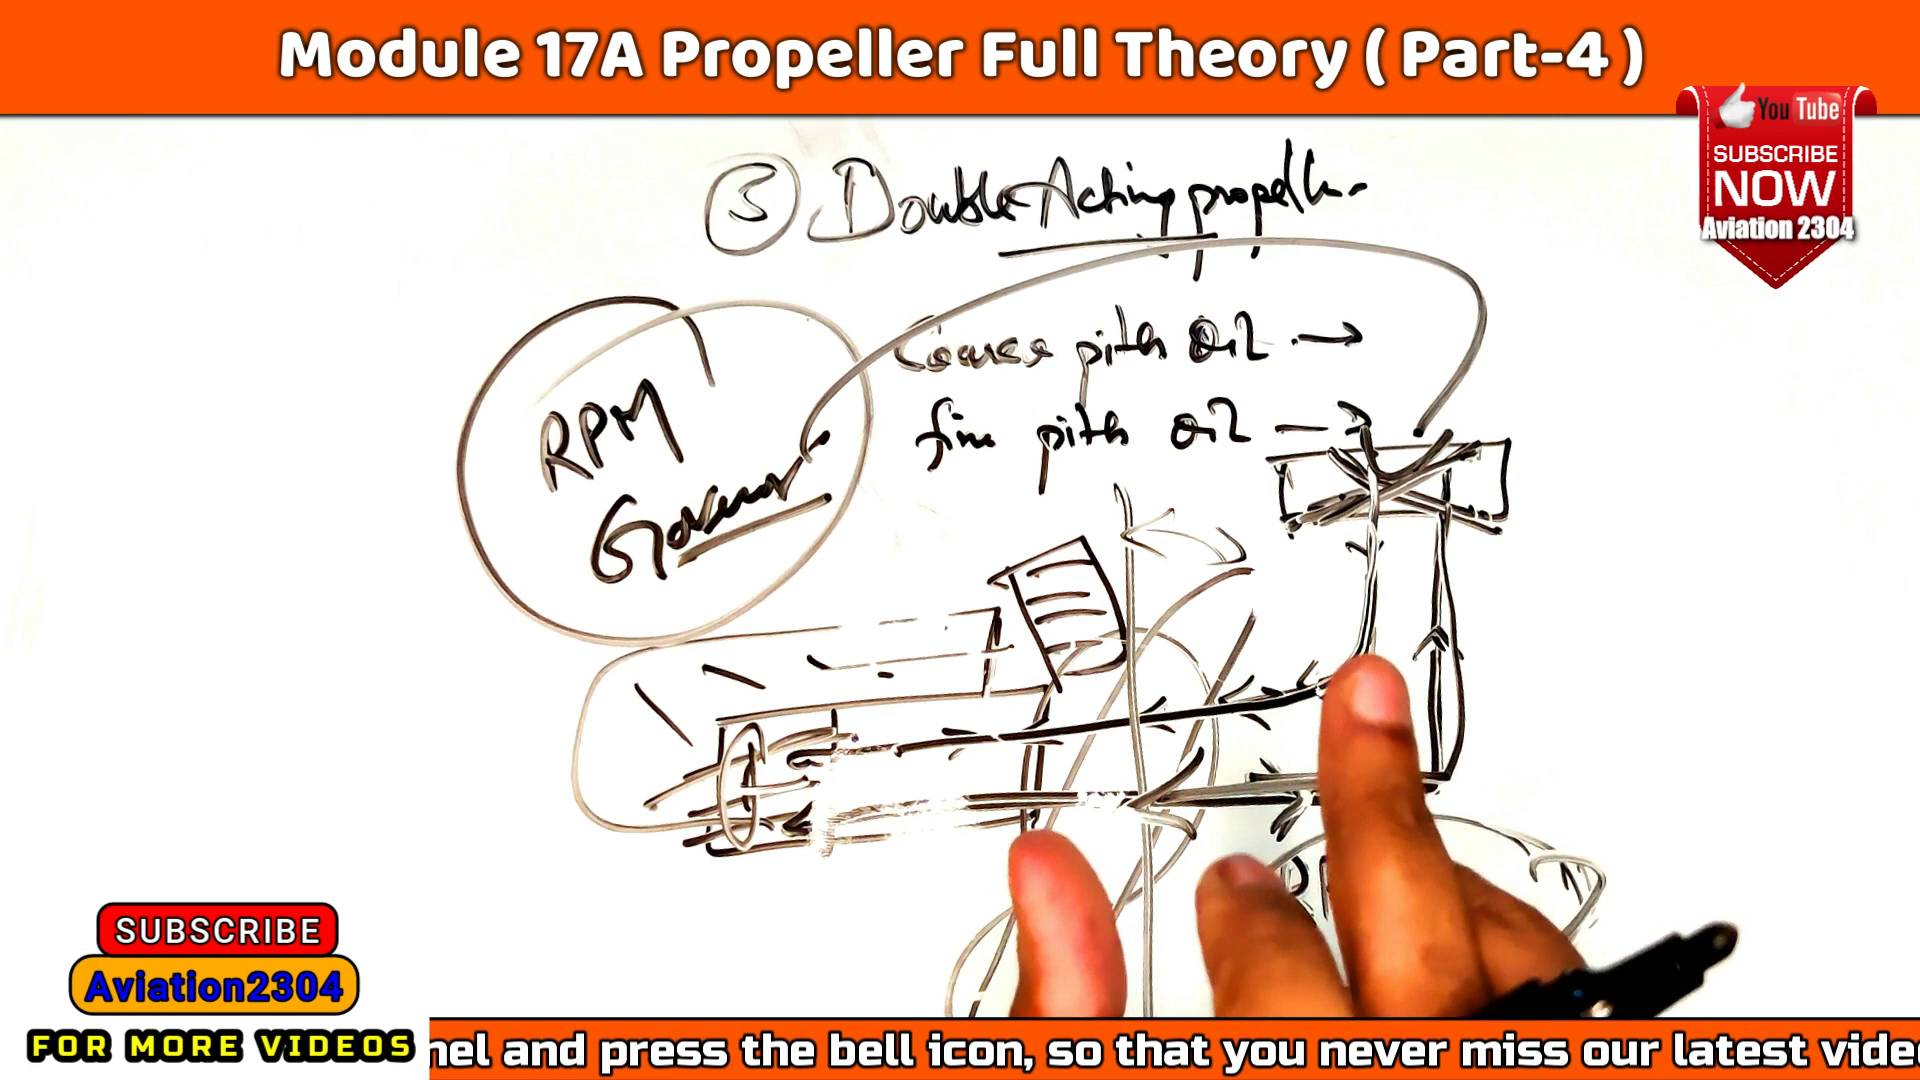 Module 17A Propeller Full Theory ( Part-4 )
You Tube
SUBSCRIBE
NOW
Aviation 2304
3 Double Acting propeller
Coarse pitch oil →
fine pitch oil →
RPM
Governor
SUBSCRIBE
Aviation2304
FOR MORE VIDEOS
nel and press the bell icon, so that you never miss our latest vide